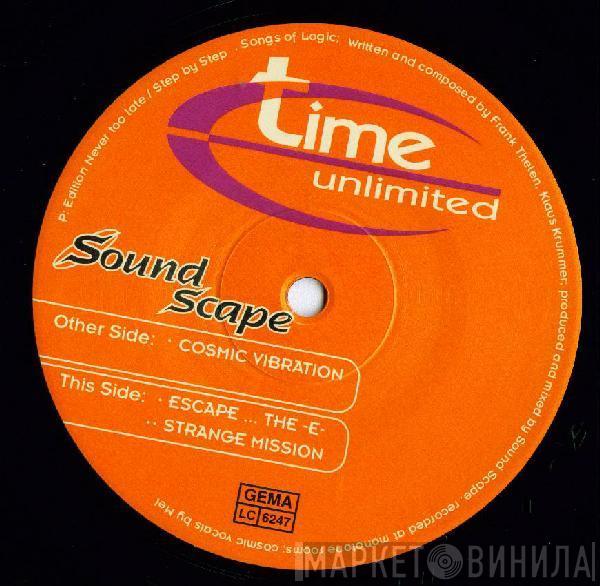 P: Edition Never too late / Step by Step · Songs of Logic; written and composed by Frank Thelen, Klaus Krummer; produced and mixed by Sound Scape, recorded at monotone rooms; cosmic vocals by Mel
time
unlimited
Sound
Scape
Other Side: · COSMIC VIBRATION
This Side: · ESCAPE ... THE -E-
·· STRANGE MISSION
GEMA
LC 6247
МАРКЕТ ВИНИЛА